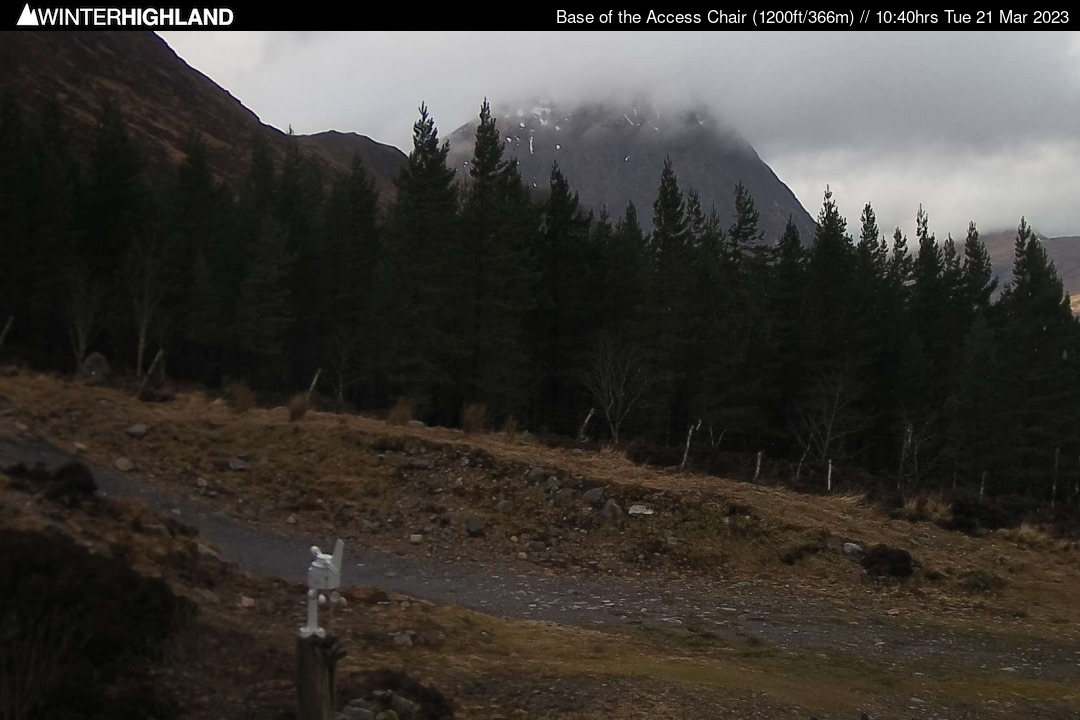 WINTERHIGHLAND
Base of the Access Chair (1200ft/366m) // 10:40hrs Tue 21 Mar 2023